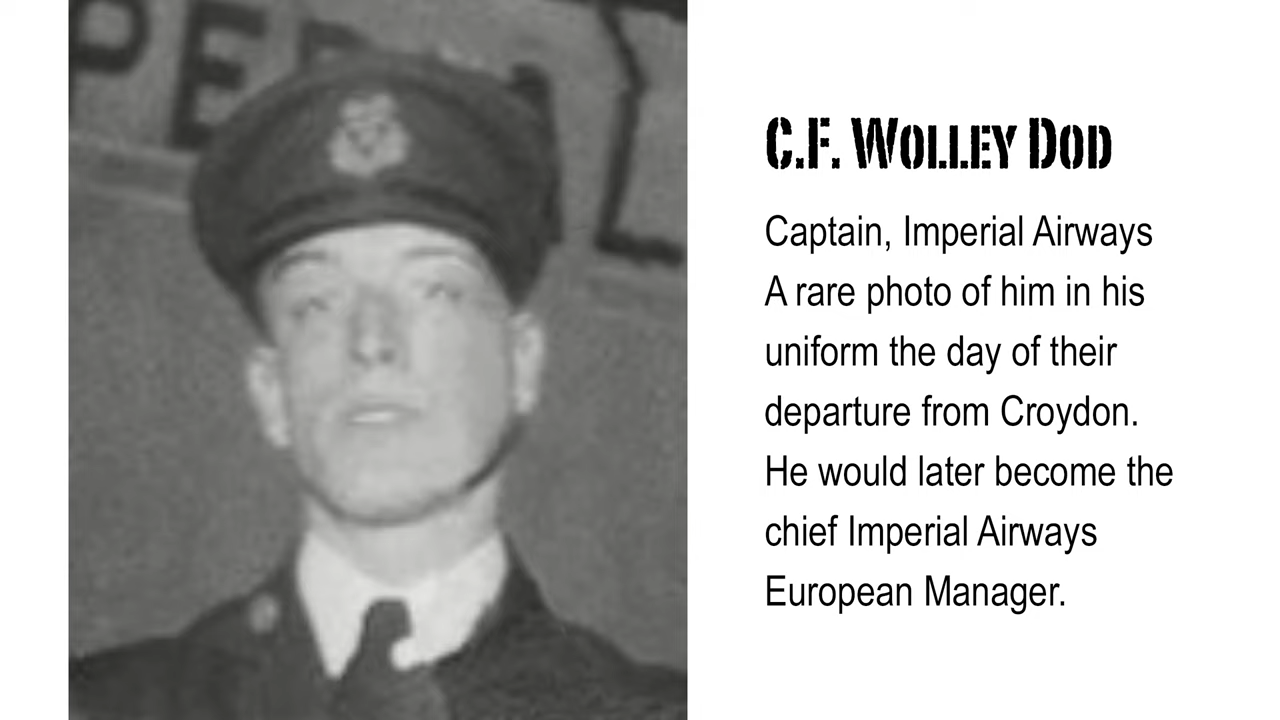 PER
C.F. WOLLEY DOD
Captain, Imperial Airways
A rare photo of him in his
uniform the day of their
departure from Croydon.
He would later become the
chief Imperial Airways
European Manager.